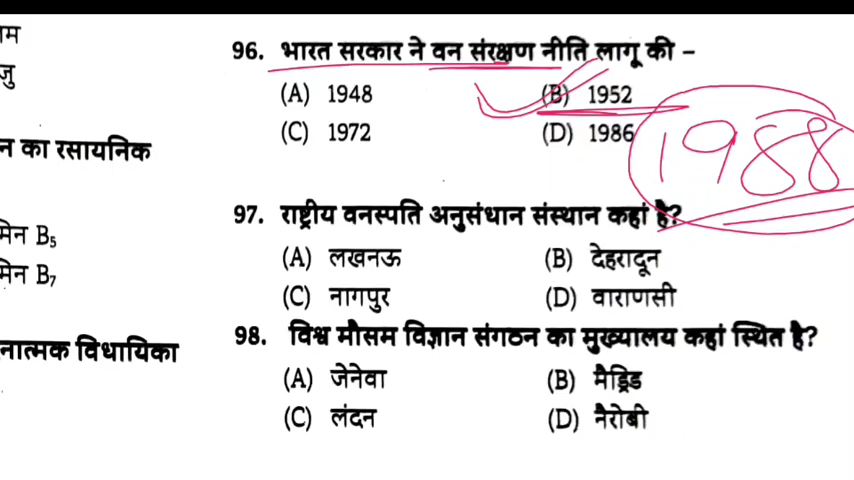 म
जु
न का रसायनिक
मिन B₅
मिन B₇
नात्मक विधायिका
96. भारत सरकार ने वन संरक्षण नीति लागू की –
(A) 1948 (B) 1952
(C) 1972 (D) 1986
1988
97. राष्ट्रीय वनस्पति अनुसंधान संस्थान कहां है?
(A) लखनऊ (B) देहरादून
(C) नागपुर (D) वाराणसी
98. विश्व मौसम विज्ञान संगठन का मुख्यालय कहां स्थित है?
(A) जेनेवा (B) मैड्रिड
(C) लंदन (D) नैरोबी